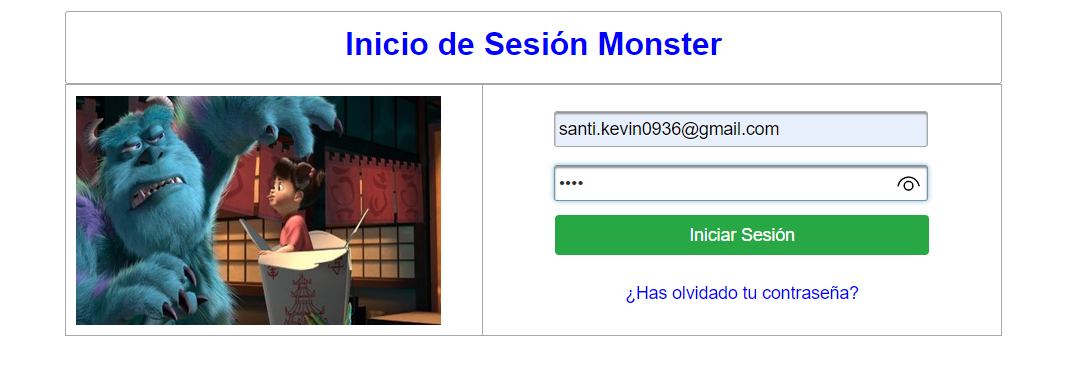 Inicio de Sesión Monster
santi.kevin0936@gmail.com
••••
Iniciar Sesión
¿Has olvidado tu contraseña?